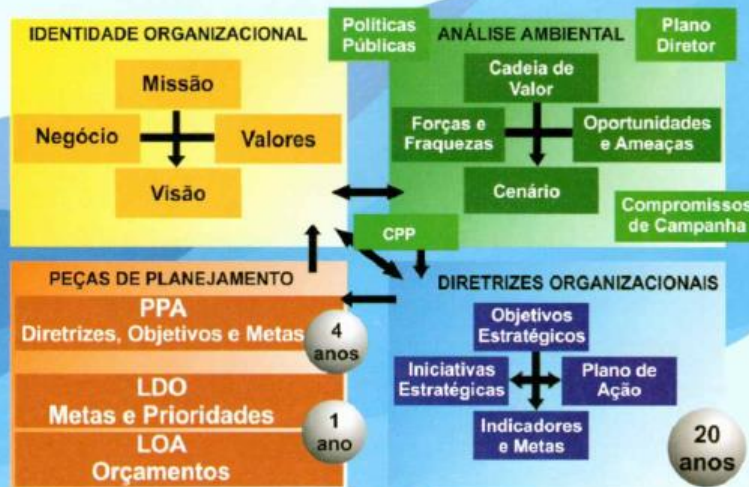 IDENTIDADE ORGANIZACIONAL
Missão
Negócio
Valores
Visão
Políticas
Públicas
ANÁLISE AMBIENTAL
Plano
Diretor
Cadeia de
Valor
Forças e
Fraquezas
Oportunidades
e Ameaças
Cenário
Compromissos
de Campanha
CPP
PEÇAS DE PLANEJAMENTO
PPA
Diretrizes, Objetivos e Metas
4
anos
LDO
Metas e Prioridades
1
ano
LOA
Orçamentos
DIRETRIZES ORGANIZACIONAIS
Objetivos
Estratégicos
Iniciativas
Estratégicas
Plano de
Ação
Indicadores
e Metas
20
anos